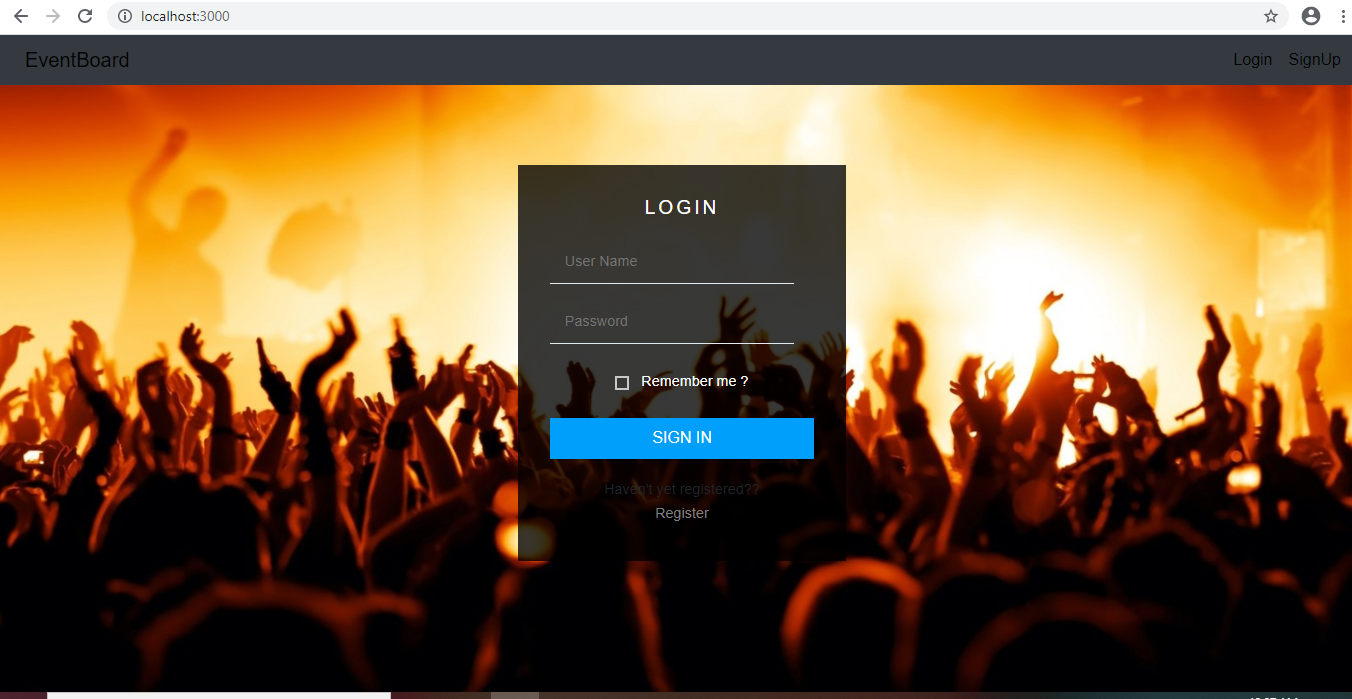 localhost:3000
EventBoard
Login SignUp
LOGIN
User Name
Password
Remember me ?
SIGN IN
Haven't yet registered??
Register